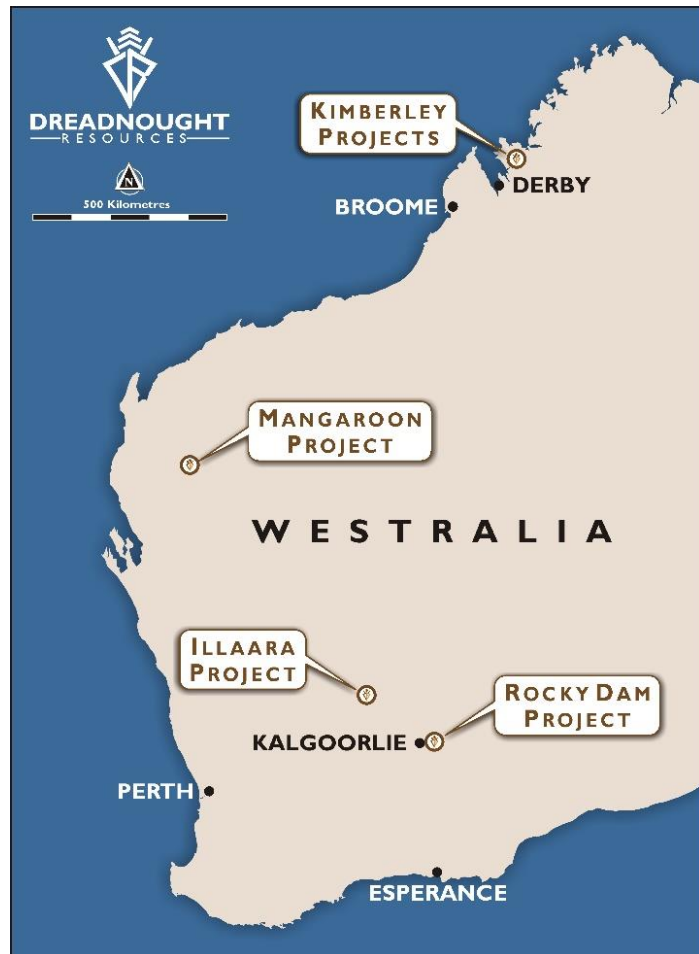 DREADNOUGHT
RESOURCES
N
500 Kilometres
KIMBERLEY
PROJECTS
DERBY
BROOME
MANGAROON
PROJECT
WESTRALIA
ILLAARA
PROJECT
ROCKY DAM
PROJECT
KALGOORLIE
PERTH
ESPERANCE